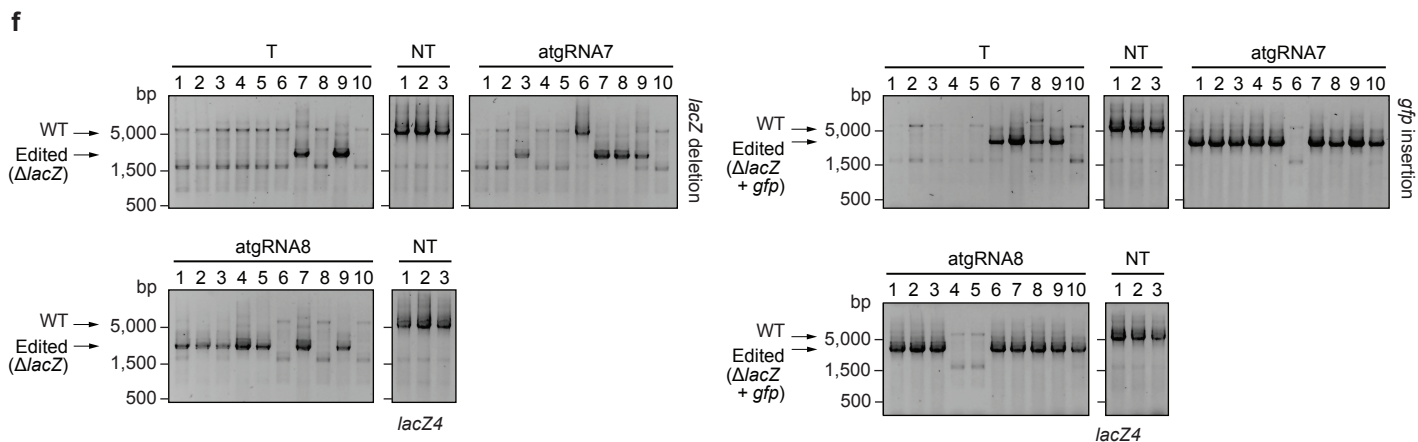 f
T
1 2 3 4 5 6 7 8 9 10
NT
1 2 3
atgRNA7
1 2 3 4 5 6 7 8 9 10
bp
WT
5,000
Edited
(ΔlacZ)
1,500
500
lacZ deletion
atgRNA8
1 2 3 4 5 6 7 8 9 10
NT
1 2 3
bp
WT
5,000
Edited
(ΔlacZ)
1,500
500
lacZ4
T
1 2 3 4 5 6 7 8 9 10
NT
1 2 3
atgRNA7
1 2 3 4 5 6 7 8 9 10
bp
WT
5,000
Edited
(ΔlacZ
+ gfp)
1,500
500
gfp insertion
atgRNA8
1 2 3 4 5 6 7 8 9 10
NT
1 2 3
bp
WT
5,000
Edited
(ΔlacZ
+ gfp)
1,500
500
lacZ4